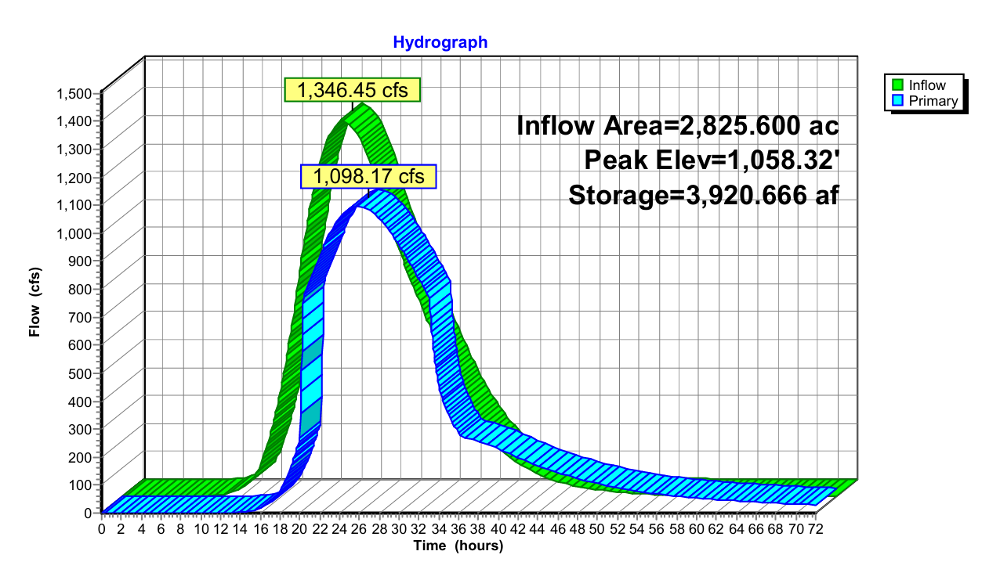 Hydrograph
Inflow
Primary
1,346.45 cfs
1,098.17 cfs
Inflow Area=2,825.600 ac
Peak Elev=1,058.32'
Storage=3,920.666 af
1,500
1,400
1,300
1,200
1,100
1,000
900
800
700
600
500
400
300
200
100
0
Flow (cfs)
0 2 4 6 8 10 12 14 16 18 20 22 24 26 28 30 32 34 36 38 40 42 44 46 48 50 52 54 56 58 60 62 64 66 68 70 72
Time (hours)